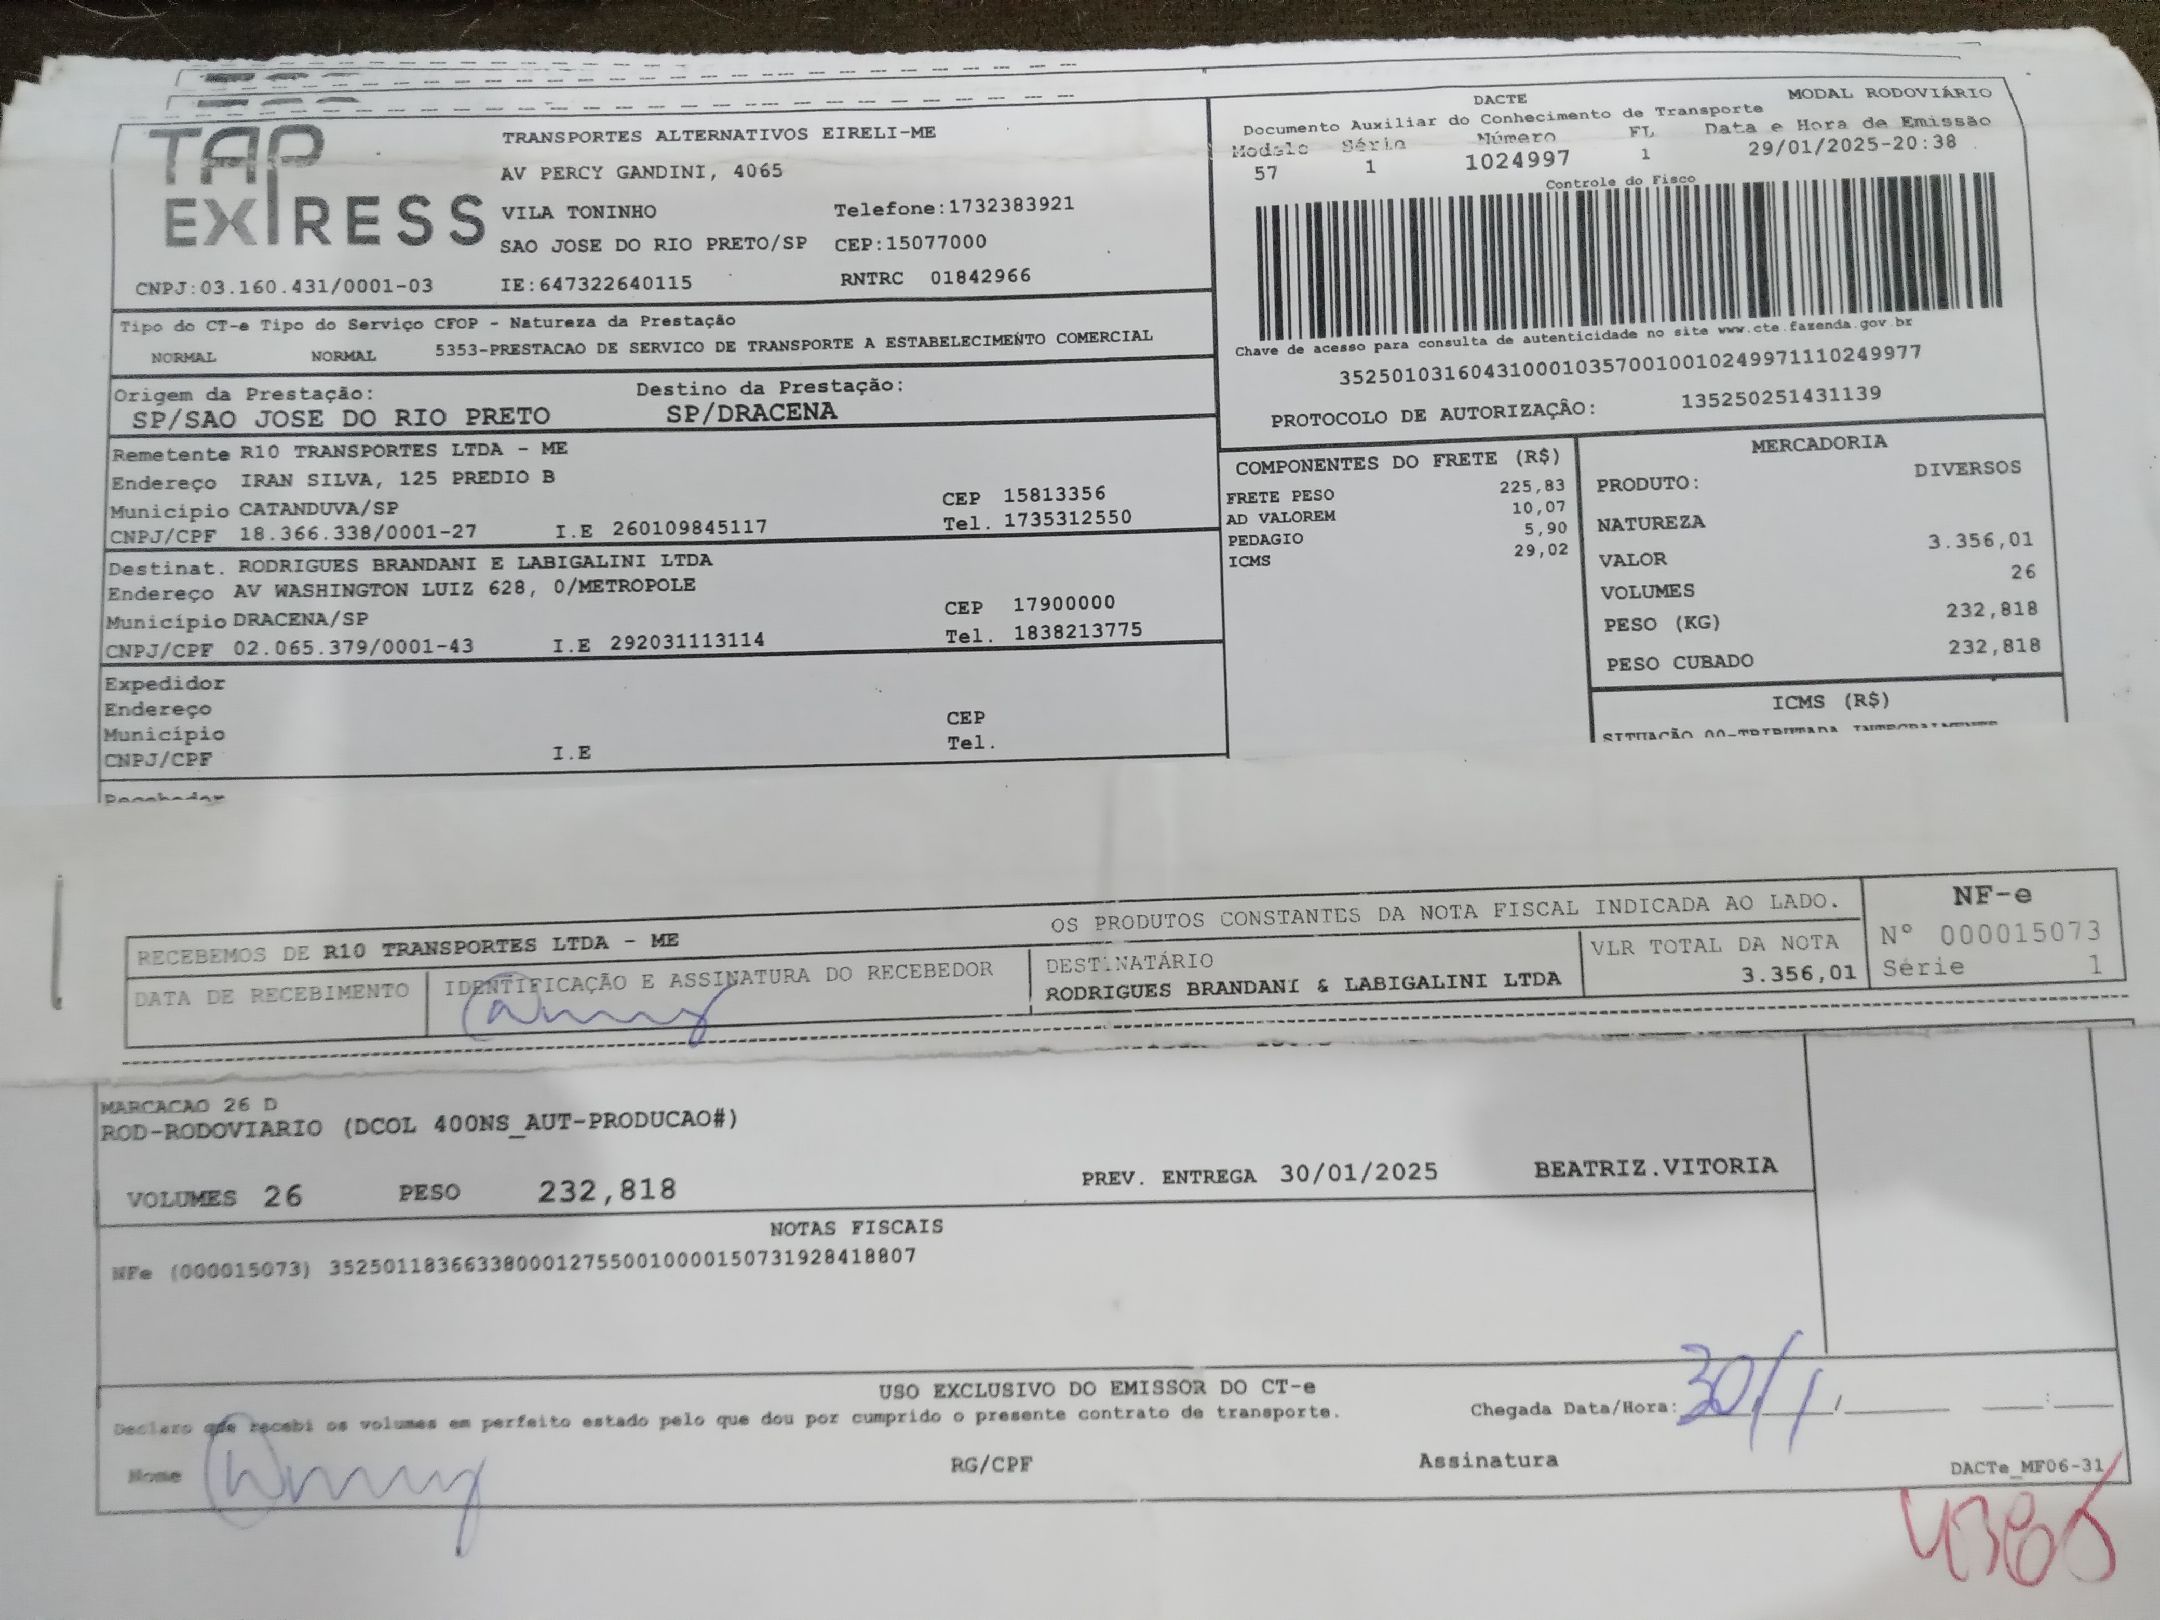 TAP EXPRESS
TRANSPORTES ALTERNATIVOS EIRELI-ME
AV PERCY GANDINI, 4065
VILA TONINHO Telefone:1732383921
SAO JOSE DO RIO PRETO/SP CEP:15077000
CNPJ:03.160.431/0001-03 IE:647322640115 RNTRC 01842966
DACTE MODAL RODOVIÁRIO
Documento Auxiliar do Conhecimento de Transporte
Modelo Série Número FL Data e Hora de Emissão
57 1 1024997 1 29/01/2025-20:38
Controle do Fisco
Chave de acesso para consulta de autenticidade no site www.cte.fazenda.gov.br
35250103160431000103570010010249971110249977
PROTOCOLO DE AUTORIZAÇÃO: 135250251431139
Tipo do CT-e Tipo do Serviço CFOP - Natureza da Prestação
NORMAL NORMAL 5353-PRESTACAO DE SERVICO DE TRANSPORTE A ESTABELECIMENTO COMERCIAL
Origem da Prestação: Destino da Prestação:
SP/SAO JOSE DO RIO PRETO SP/DRACENA
Remetente R10 TRANSPORTES LTDA - ME
Endereço IRAN SILVA, 125 PREDIO B
Município CATANDUVA/SP CEP 15813356
CNPJ/CPF 18.366.338/0001-27 I.E 260109845117 Tel. 1735312550
Destinat. RODRIGUES BRANDANI E LABIGALINI LTDA
Endereço AV WASHINGTON LUIZ 628, 0/METROPOLE
Município DRACENA/SP CEP 17900000
CNPJ/CPF 02.065.379/0001-43 I.E 292031113114 Tel. 1838213775
Expedidor
Endereço
Município CEP
CNPJ/CPF I.E Tel.
Recebedor
COMPONENTES DO FRETE (R$)
FRETE PESO 225,83
AD VALOREM 10,07
PEDAGIO 5,90
ICMS 29,02
MERCADORIA
PRODUTO: DIVERSOS
NATUREZA
VALOR 3.356,01
VOLUMES 26
PESO (KG) 232,818
PESO CUBADO 232,818
ICMS (R$)
SITUAÇÃO 00-TRIBUTADA INTEGRALMENTE
RECEBEMOS DE R10 TRANSPORTES LTDA - ME OS PRODUTOS CONSTANTES DA NOTA FISCAL INDICADA AO LADO.
DATA DE RECEBIMENTO IDENTIFICAÇÃO E ASSINATURA DO RECEBEDOR
DESTINATÁRIO
RODRIGUES BRANDANI & LABIGALINI LTDA
VLR TOTAL DA NOTA
3.356,01
NF-e
Nº 000015073
Série 1
MARCACAO 26 D
ROD-RODOVIARIO (DCOL 400NS_AUT-PRODUCAO#)
VOLUMES 26 PESO 232,818 PREV. ENTREGA 30/01/2025 BEATRIZ.VITORIA
NOTAS FISCAIS
NFe (000015073) 35250118366338000127550010000150731928418807
USO EXCLUSIVO DO EMISSOR DO CT-e
Declaro que recebi os volumes em perfeito estado pelo que dou por cumprido o presente contrato de transporte.
Chegada Data/Hora: 30/1
Nome RG/CPF Assinatura
DACTe_MF06-31